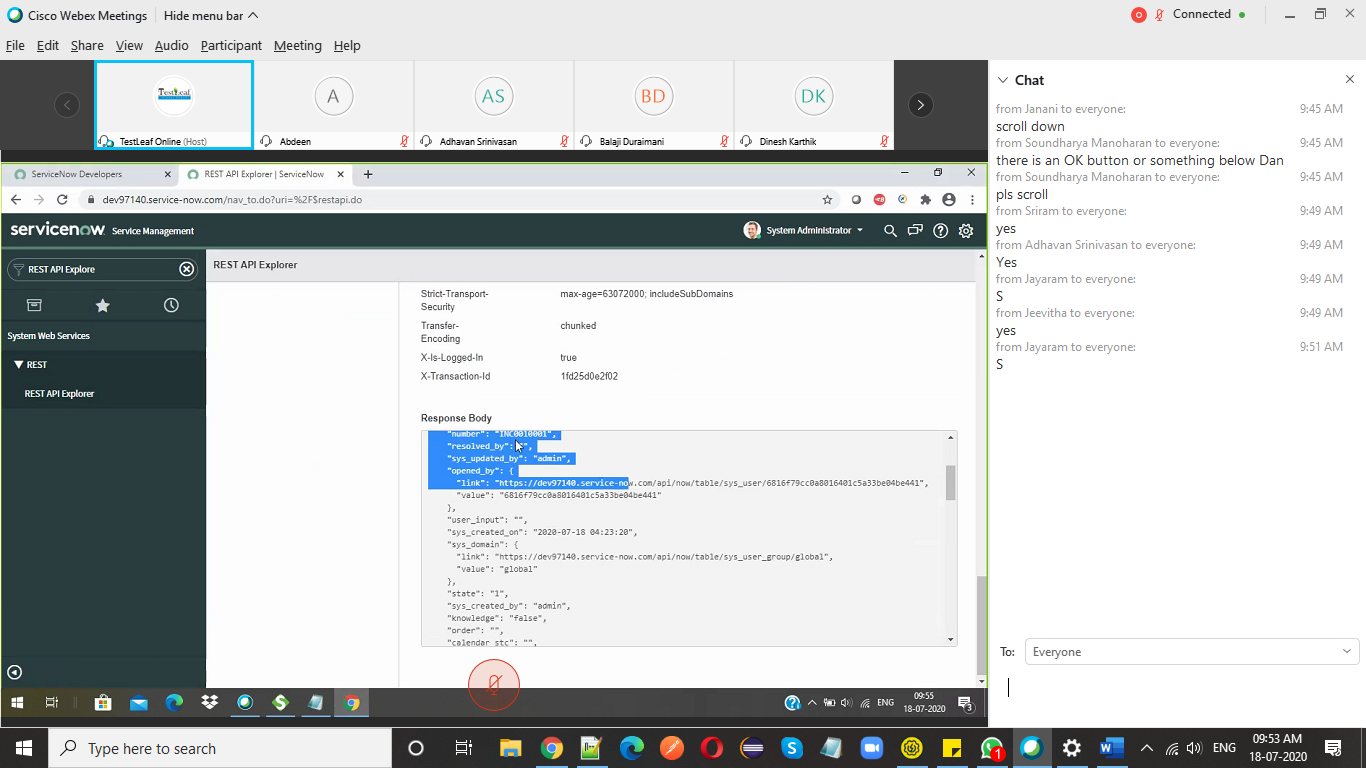 Cisco Webex Meetings
Hide menu bar
Connected
File Edit Share View Audio Participant Meeting Help
TestLeaf
A
AS
BD
DK
TestLeaf Online (Host)
Abdeen
Adhavan Srinivasan
Balaji Duraimani
Dinesh Karthik
ServiceNow Developers
REST API Explorer | ServiceNow
dev97140.service-now.com/nav_to.do?uri=%2F$restapi.do
servicenow Service Management
System Administrator
REST API Explore
REST API Explorer
System Web Services
REST
REST API Explorer
Strict-Transport-
Security
max-age=63072000; includeSubDomains
Transfer-
Encoding
chunked
X-Is-Logged-In
true
X-Transaction-Id
1fd25d0e2f02
Response Body
"number": "INC0010001",
"resolved_by": "",
"sys_updated_by": "admin",
"opened_by": {
"link": "https://dev97140.service-now.com/api/now/table/sys_user/6816f79cc0a8016401c5a33be04be441",
"value": "6816f79cc0a8016401c5a33be04be441"
},
"user_input": "",
"sys_created_on": "2020-07-18 04:23:20",
"sys_domain": {
"link": "https://dev97140.service-now.com/api/now/table/sys_user_group/global",
"value": "global"
},
"state": "1",
"sys_created_by": "admin",
"knowledge": "false",
"order": "",
"calendar_stc": "",
ENG
09:55
18-07-2020
3
Chat
from Janani to everyone: 9:45 AM
scroll down
from Soundharya Manoharan to everyone: 9:45 AM
there is an OK button or something below Dan
from Soundharya Manoharan to everyone: 9:45 AM
pls scroll
from Sriram to everyone: 9:49 AM
yes
from Adhavan Srinivasan to everyone: 9:49 AM
Yes
from Jayaram to everyone: 9:49 AM
S
from Jeevitha to everyone: 9:49 AM
yes
from Jayaram to everyone: 9:51 AM
S
To: Everyone
Type here to search
1
ENG
09:53 AM
18-07-2020